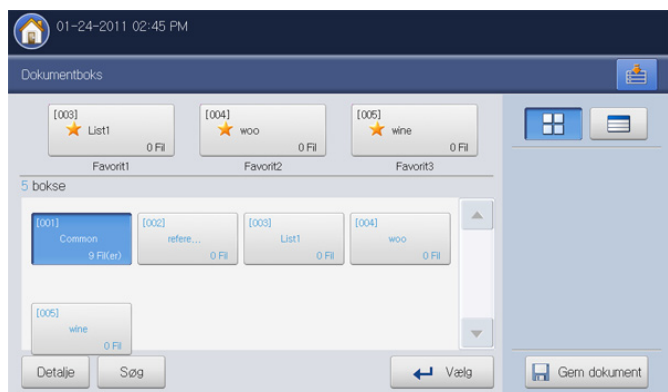 01-24-2011 02:45 PM
Dokumentboks
[003]
List1
0 Fil
Favorit1
[004]
woo
0 Fil
Favorit2
[005]
wine
0 Fil
Favorit3
5 bokse
[001]
Common
9 Fil(er)
[002]
refere...
0 Fil
[003]
List1
0 Fil
[004]
woo
0 Fil
[005]
wine
0 Fil
Detalje
Søg
Vælg
Gem dokument